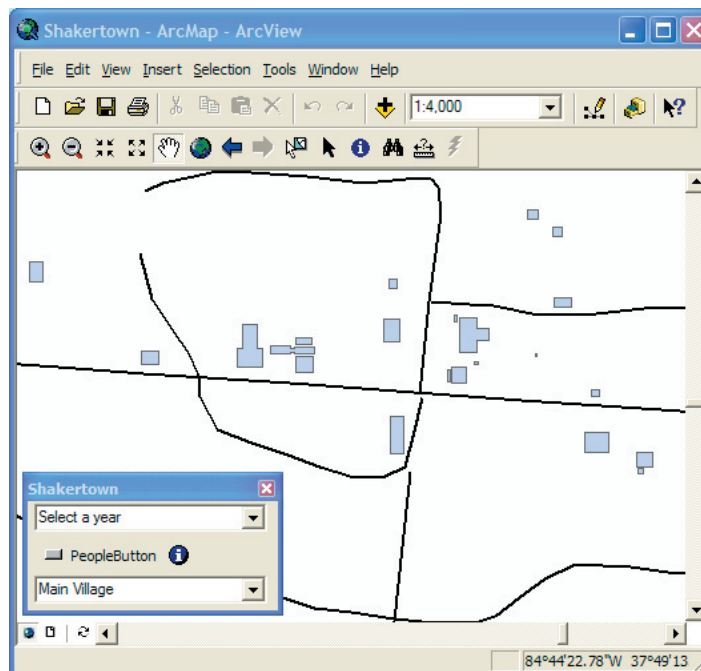 Shakertown - ArcMap - ArcView
File Edit View Insert Selection Tools Window Help
1:4,000
Shakertown
Select a year
PeopleButton
Main Village
84°44'22.78"W 37°49'13